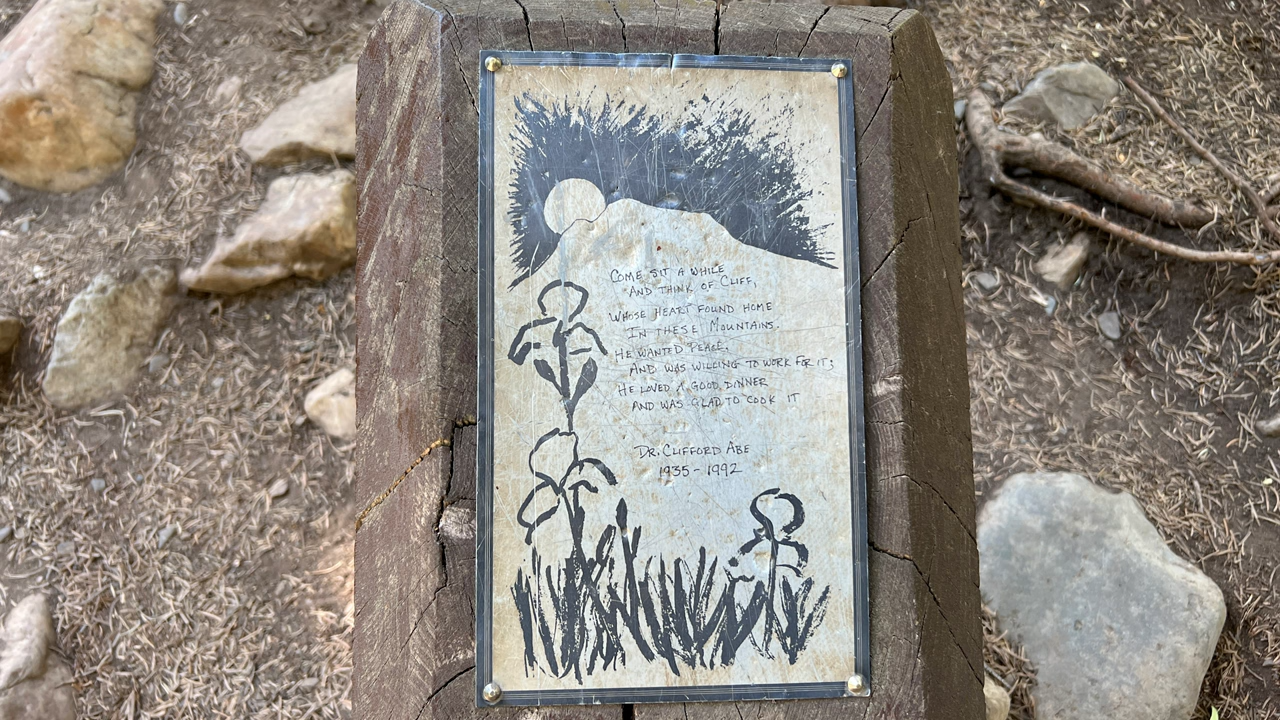 COME SIT A WHILE
AND THINK OF CLIFF,
WHOSE HEART FOUND HOME
IN THESE MOUNTAINS.
HE WANTED PEACE,
AND WAS WILLING TO WORK FOR IT;
HE LOVED A GOOD DINNER
AND WAS GLAD TO COOK IT
DR. CLIFFORD ABE
1935-1992